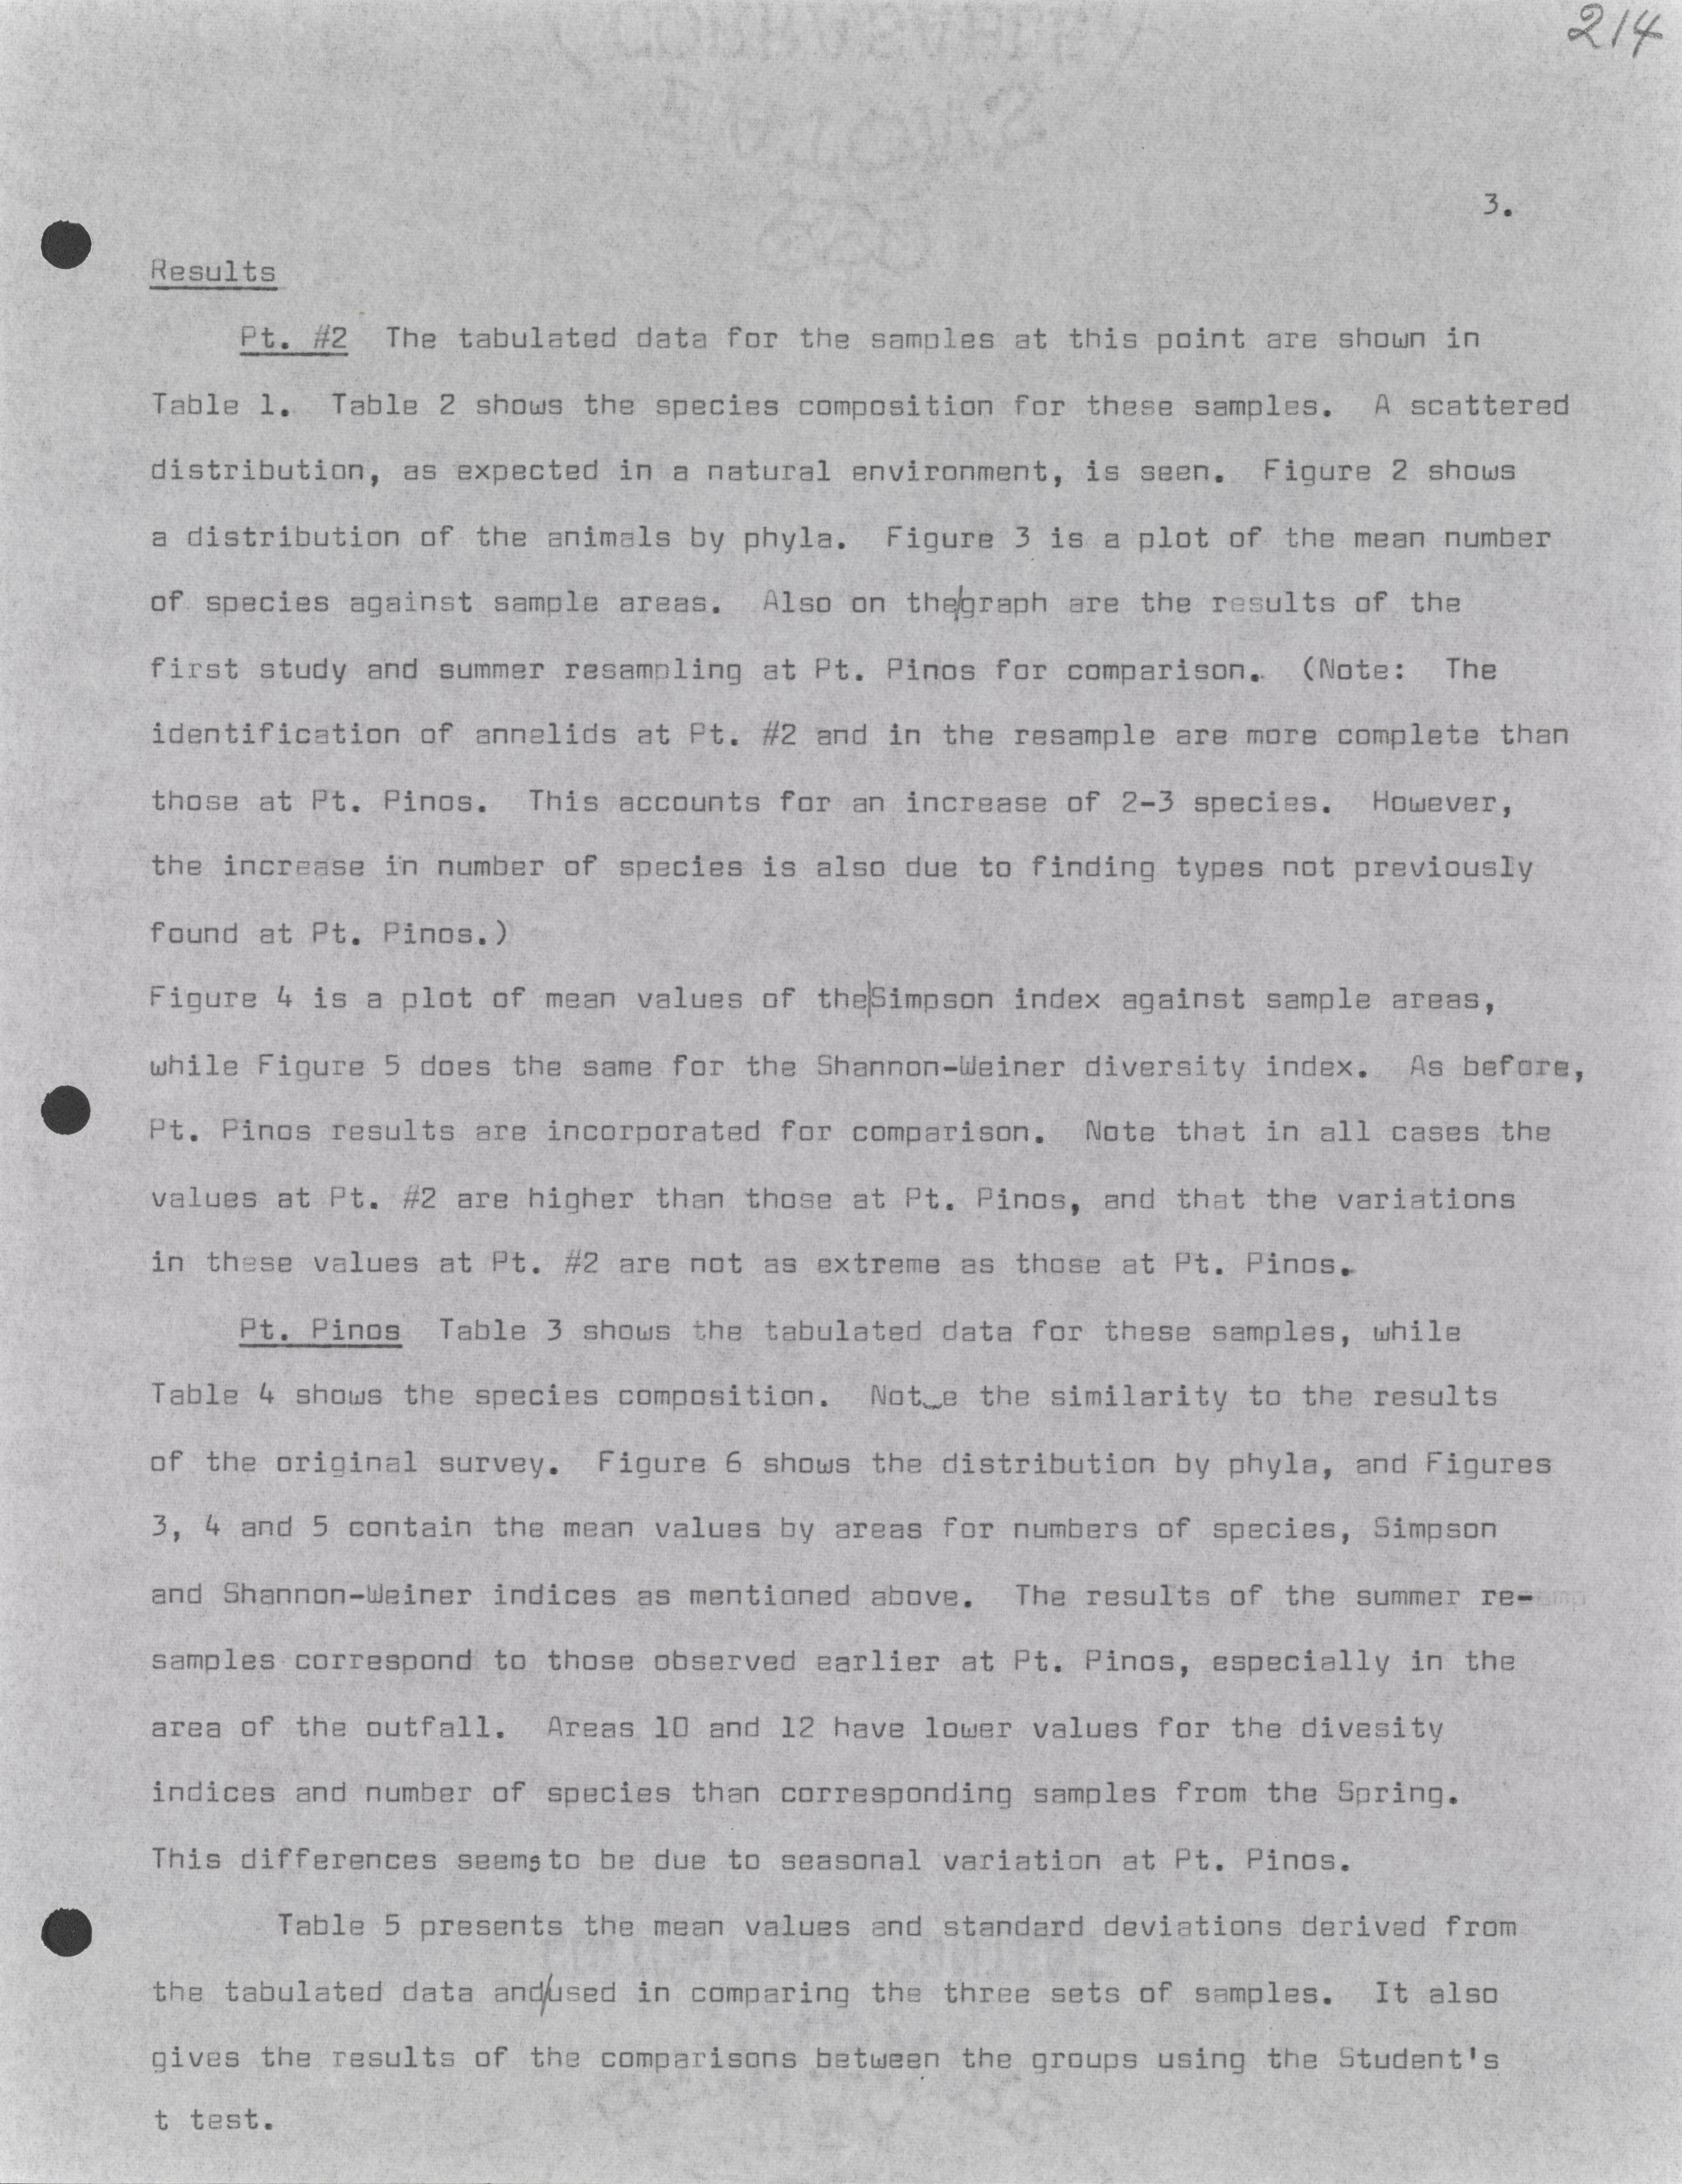 214
3.
Results
Pt. #2 The tabulated data for the samples at this point are shown in
Table 1. Table 2 shows the species composition for these samples. A scattered
distribution, as expected in a natural environment, is seen. Figure 2 shows
a distribution of the animals by phyla. Figure 3 is a plot of the mean number
of species against sample areas. Also on the/graph are the results of the
first study and summer resampling at Pt. Pinos for comparison. (Note: The
identification of annelids at Pt. #2 and in the resample are more complete than
those at Pt. Pinos. This accounts for an increase of 2-3 species. However,
the increase in number of species is also due to finding types not previously
found at Pt. Pinos.)
Figure 4 is a plot of mean values of the|Simpson index against sample areas,
while Figure 5 does the same for the Shannon-Weiner diversity index. As before,
Pt. Pinos results are incorporated for comparison. Note that in all cases the
values at Pt. #2 are higher than those at Pt. Pinos, and that the variations
in these values at Pt. #2 are not as extreme as those at Pt. Pinos.
Pt. Pinos Table 3 shows the tabulated data for these samples, while
Table 4 shows the species composition. Not‿e the similarity to the results
of the original survey. Figure 6 shows the distribution by phyla, and Figures
3, 4 and 5 contain the mean values by areas for numbers of species, Simpson
and Shannon-Weiner indices as mentioned above. The results of the summer re-
samples correspond to those observed earlier at Pt. Pinos, especially in the
area of the outfall. Areas 10 and 12 have lower values for the divesity
indices and number of species than corresponding samples from the Spring.
This differences seems to be due to seasonal variation at Pt. Pinos.
Table 5 presents the mean values and standard deviations derived from
the tabulated data and/used in comparing the three sets of samples. It also
gives the results of the comparisons between the groups using the Student's
t test.